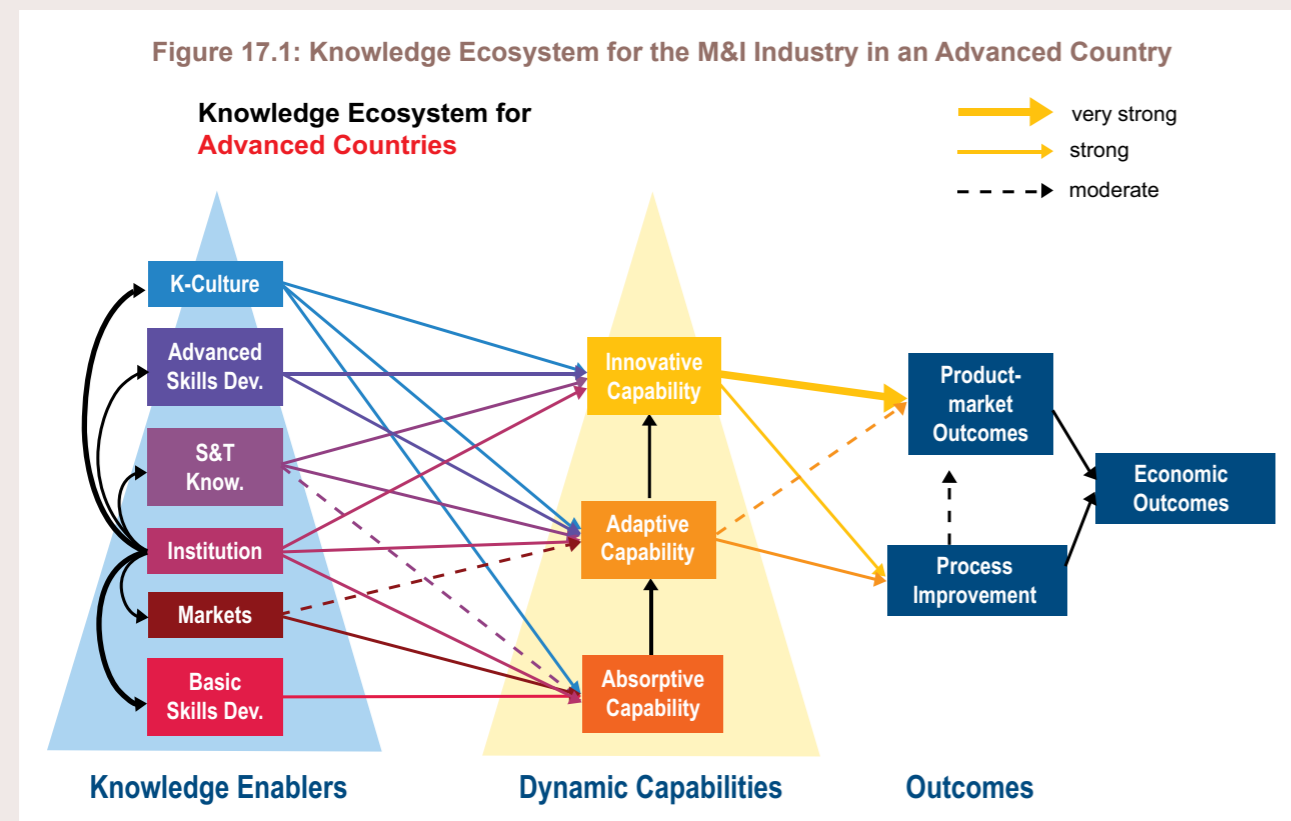 Figure 17.1: Knowledge Ecosystem for the M&I Industry in an Advanced Country
Knowledge Ecosystem for
Advanced Countries
very strong
strong
moderate
K-Culture
Advanced
Skills Dev.
S&T
Know.
Institution
Markets
Basic
Skills Dev.
Innovative
Capability
Adaptive
Capability
Absorptive
Capability
Product-
market
Outcomes
Process
Improvement
Economic
Outcomes
Knowledge Enablers
Dynamic Capabilities
Outcomes